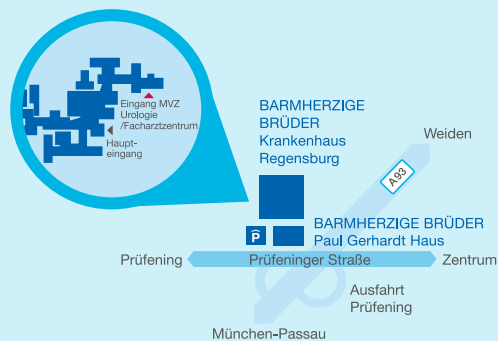 Eingang MVZ
Urologie
/Facharztzentrum
Haupt-
eingang
BARMHERZIGE
BRÜDER
Krankenhaus
Regensburg
Weiden
A93
P
BARMHERZIGE BRÜDER
Paul Gerhardt Haus
Prüfening
Prüfeninger Straße
Zentrum
Ausfahrt
Prüfening
München-Passau